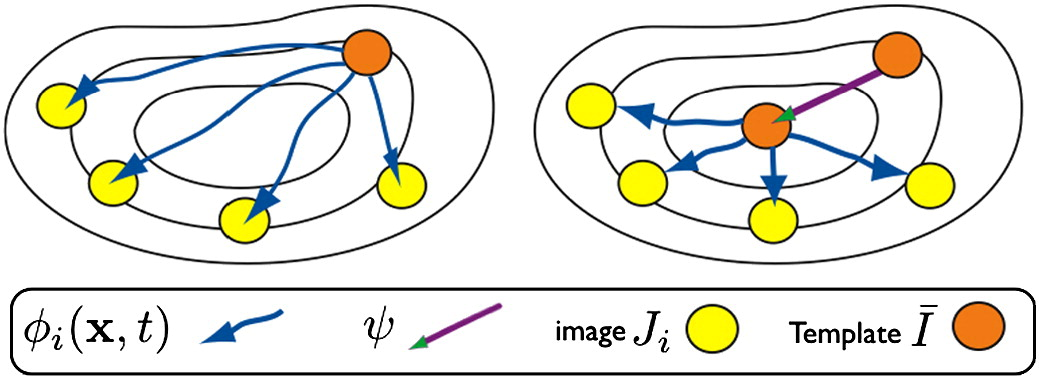 ϕᵢ(𝐱, t) ψ image Jᵢ Template Ī